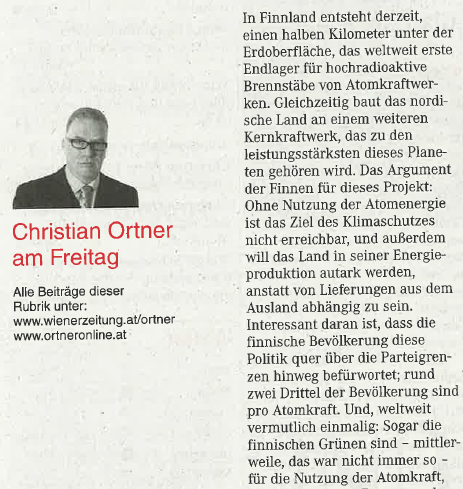 Christian Ortner
am Freitag
Alle Beiträge dieser
Rubrik unter:
www.wienerzeitung.at/ortner
www.ortneronline.at
In Finnland entsteht derzeit,
einen halben Kilometer unter der
Erdoberfläche, das weltweit erste
Endlager für hochradioaktive
Brennstäbe von Atomkraftwer-
ken. Gleichzeitig baut das nordi-
sche Land an einem weiteren
Kernkraftwerk, das zu den
leistungsstärksten dieses Plane-
ten gehören wird. Das Argument
der Finnen für dieses Projekt:
Ohne Nutzung der Atomenergie
ist das Ziel des Klimaschutzes
nicht erreichbar, und außerdem
will das Land in seiner Energie-
produktion autark werden,
anstatt von Lieferungen aus dem
Ausland abhängig zu sein.
Interessant daran ist, dass die
finnische Bevölkerung diese
Politik quer über die Parteigren-
zen hinweg befürwortet; rund
zwei Drittel der Bevölkerung sind
pro Atomkraft. Und, weltweit
vermutlich einmalig: Sogar die
finnischen Grünen sind – mittler-
weile, das war nicht immer so –
für die Nutzung der Atomkraft,